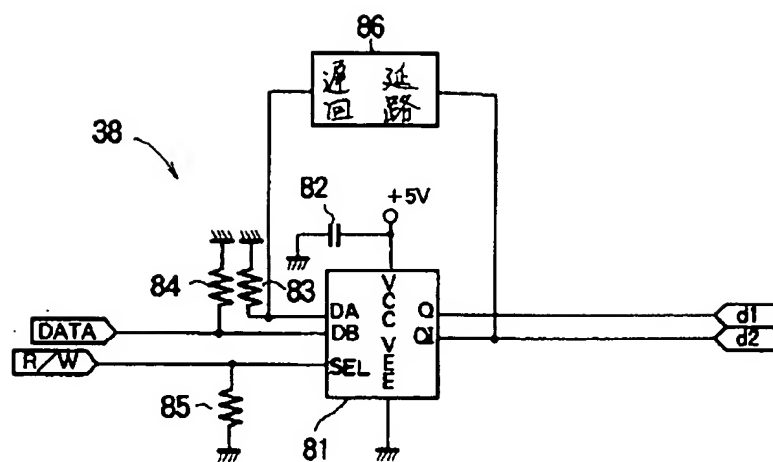 86
遅 延
回 路
38
82
+5V
84
83
DATA
R/W
DA
DB
SEL
VCC
VEE
Q
QI
d1
d2
85
81